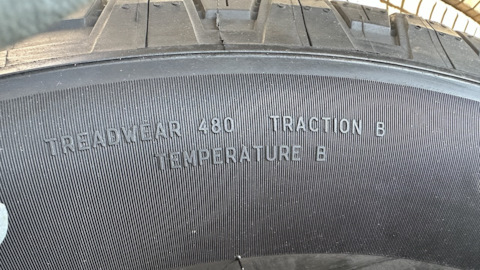 TREADWEAR 480 TRACTION B
TEMPERATURE B